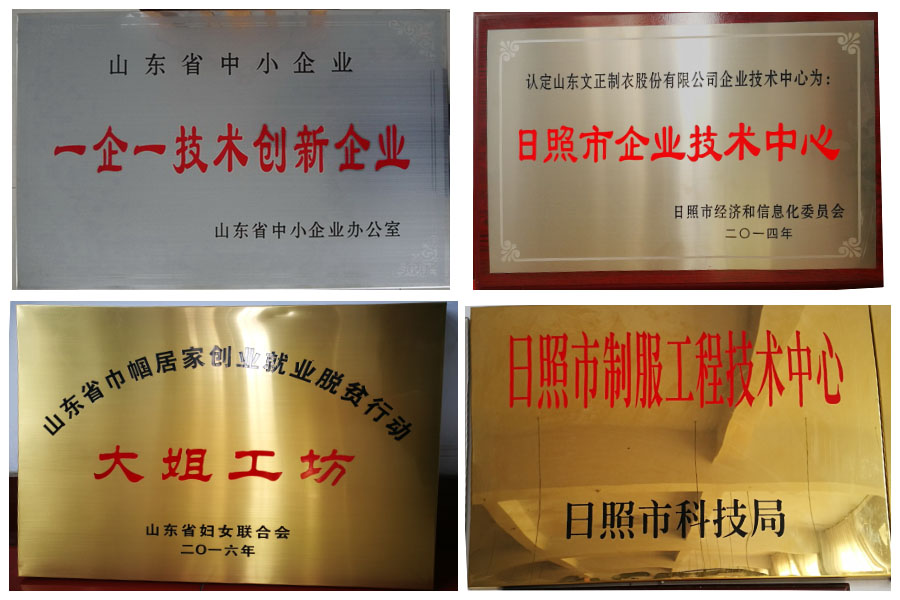 山东省中小企业
一企一技术创新企业
山东省中小企业办公室
认定山东文正制衣股份有限公司企业技术中心为：
日照市企业技术中心
日照市经济和信息化委员会
二〇一四年
山东省巾帼居家创业就业脱贫行动
大姐工坊
山东省妇女联合会
二〇一六年
日照市制服工程技术中心
日照市科技局